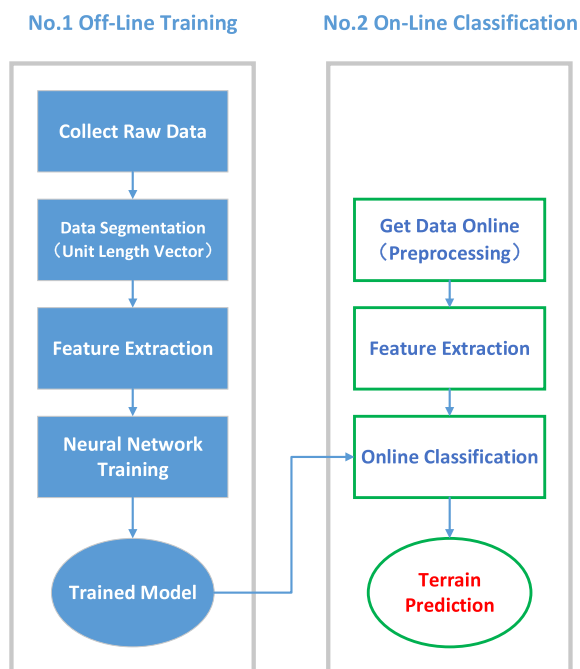 No.1 Off-Line Training
Collect Raw Data
Data Segmentation
（Unit Length Vector）
Feature Extraction
Neural Network
Training
Trained Model
No.2 On-Line Classification
Get Data Online
（Preprocessing）
Feature Extraction
Online Classification
Terrain
Prediction